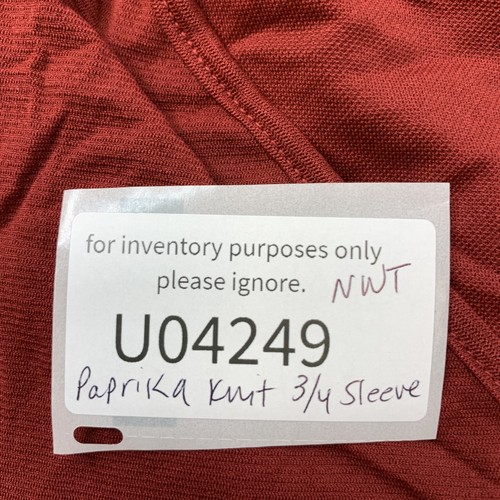 for inventory purposes only
please ignore. NWT
U04249
Paprika Knit 3/4 Sleeve